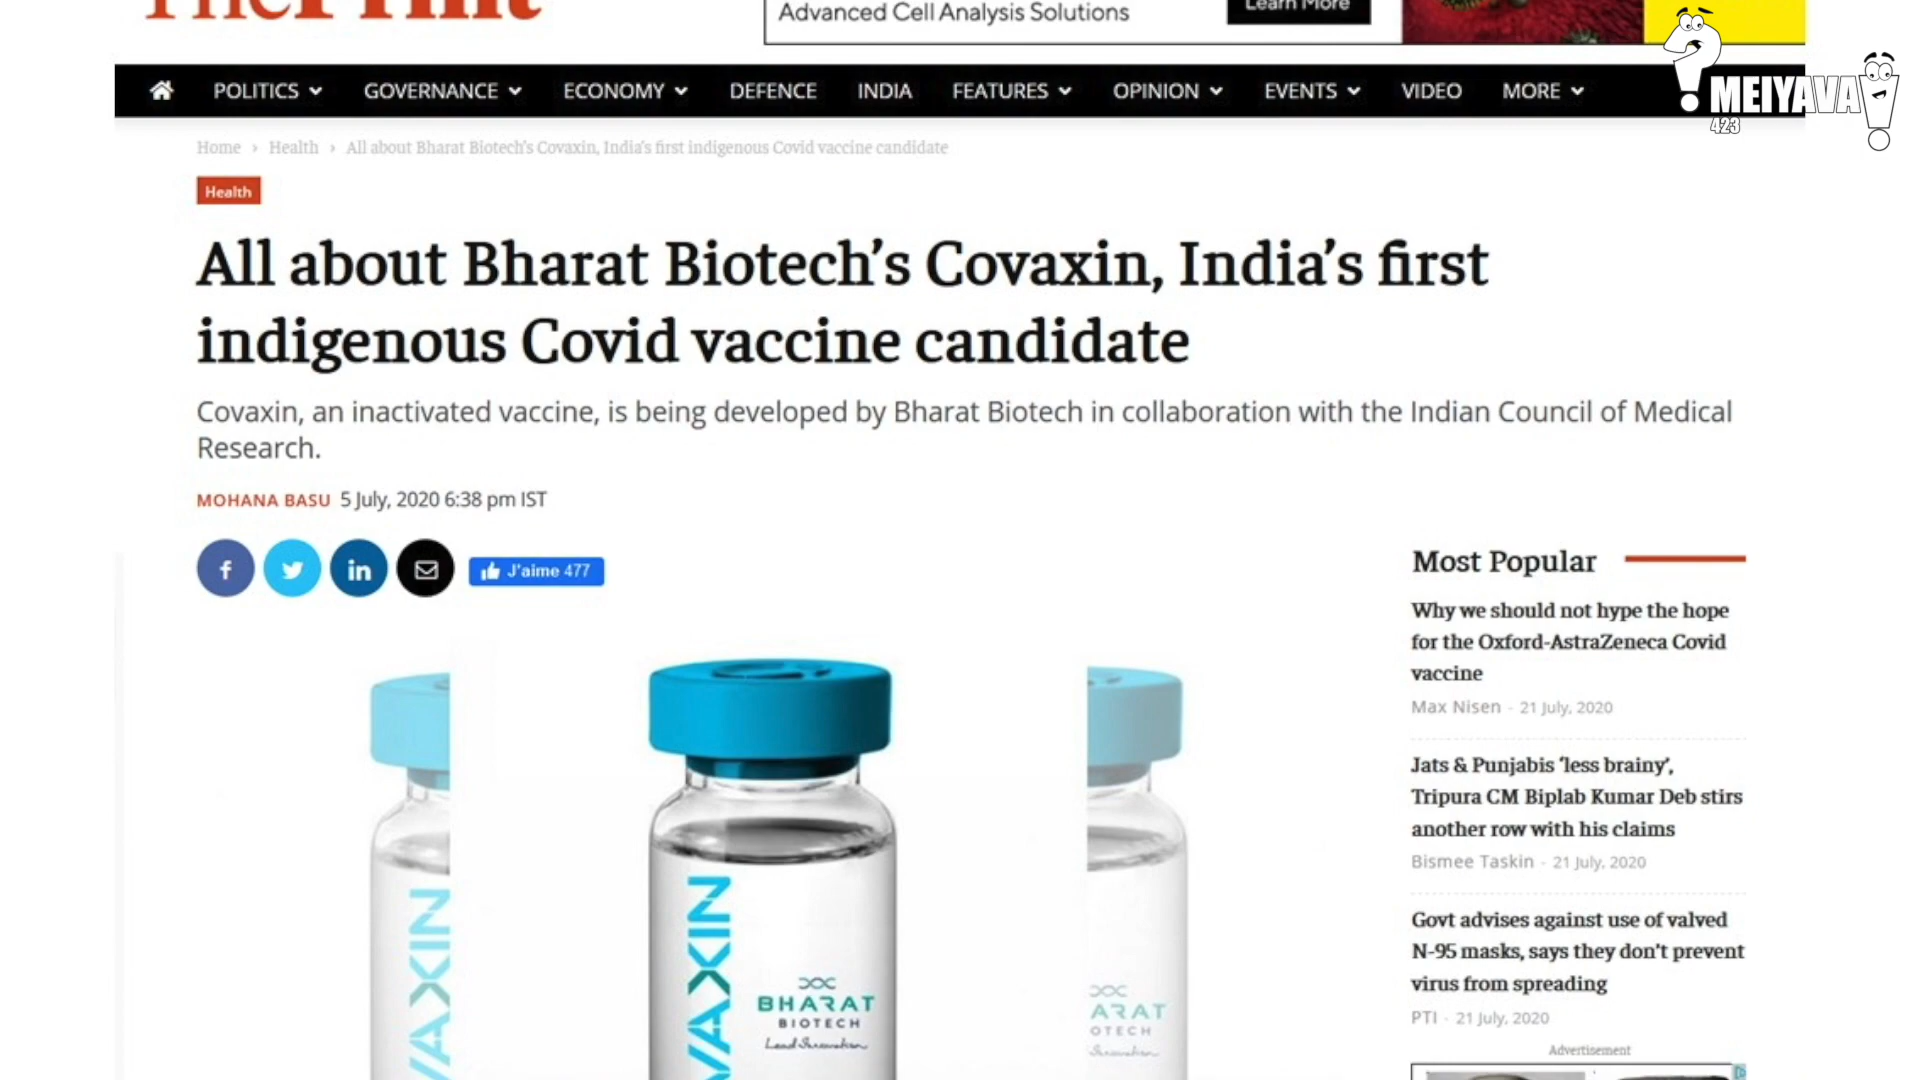 ThePrint
Advanced Cell Analysis Solutions
Learn More
MEIYAVA
423
POLITICS GOVERNANCE ECONOMY DEFENCE INDIA FEATURES OPINION EVENTS VIDEO MORE
Home › Health › All about Bharat Biotech's Covaxin, India's first indigenous Covid vaccine candidate
Health
All about Bharat Biotech’s Covaxin, India’s first
indigenous Covid vaccine candidate
Covaxin, an inactivated vaccine, is being developed by Bharat Biotech in collaboration with the Indian Council of Medical
Research.
MOHANA BASU 5 July, 2020 6:38 pm IST
J'aime 477
VAXIN
BHARAT
BIOTECH
Lead Innovation
VAXIN
ARAT
OTECH
Most Popular
Why we should not hype the hope
for the Oxford-AstraZeneca Covid
vaccine
Max Nisen - 21 July, 2020
Jats & Punjabis ‘less brainy’,
Tripura CM Biplab Kumar Deb stirs
another row with his claims
Bismee Taskin - 21 July, 2020
Govt advises against use of valved
N-95 masks, says they don’t prevent
virus from spreading
PTI - 21 July, 2020
Advertisement